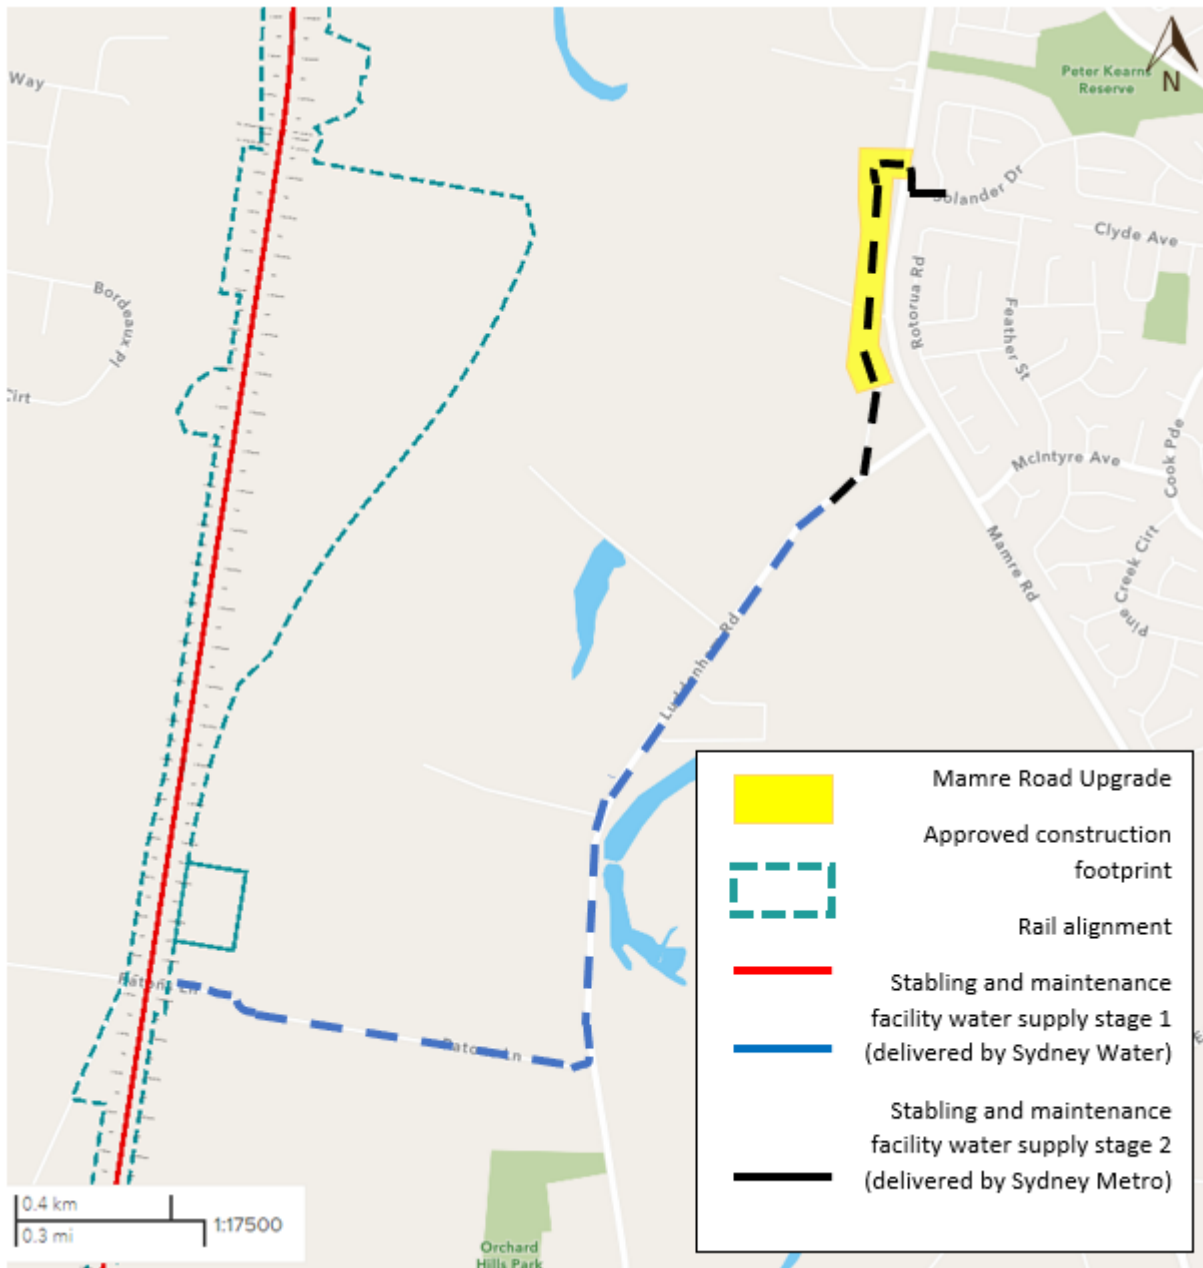 Way
Peter Kearns
Reserve
N
Solander Dr
Clyde Ave
Bordeaux Pl
Rotorua Rd
Feather St
Cirt
McIntyre Ave
Cook Pde
Mamre Rd
Pine Creek Cirt
Luddenham Rd
Patons Ln
Patons Ln
Orchard
Hills Park
Mamre Road Upgrade
Approved construction
footprint
Rail alignment
Stabling and maintenance
facility water supply stage 1
(delivered by Sydney Water)
Stabling and maintenance
facility water supply stage 2
(delivered by Sydney Metro)
0.4 km
0.3 mi
1:17500